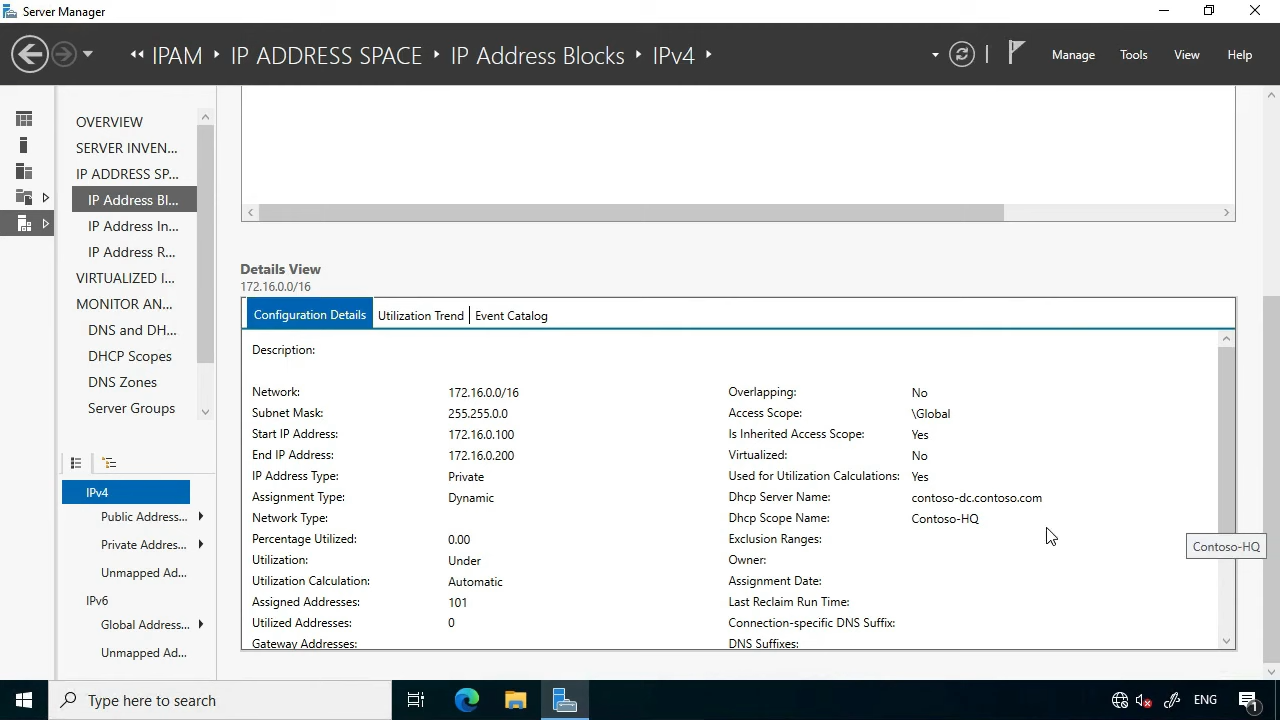 Server Manager
IPAM IP ADDRESS SPACE IP Address Blocks IPv4
Manage Tools View Help
OVERVIEW
SERVER INVEN...
IP ADDRESS SP...
IP Address Bl...
IP Address In...
IP Address R...
VIRTUALIZED I...
MONITOR AN...
DNS and DH...
DHCP Scopes
DNS Zones
Server Groups
IPv4
Public Address...
Private Addres...
Unmapped Ad...
IPv6
Global Address...
Unmapped Ad...
Details View
172.16.0.0/16
Configuration Details Utilization Trend Event Catalog
Description:
Network: 172.16.0.0/16 Overlapping: No
Subnet Mask: 255.255.0.0 Access Scope: \Global
Start IP Address: 172.16.0.100 Is Inherited Access Scope: Yes
End IP Address: 172.16.0.200 Virtualized: No
IP Address Type: Private Used for Utilization Calculations: Yes
Assignment Type: Dynamic Dhcp Server Name: contoso-dc.contoso.com
Network Type: Dhcp Scope Name: Contoso-HQ
Percentage Utilized: 0.00 Exclusion Ranges:
Utilization: Under Owner:
Utilization Calculation: Automatic Assignment Date:
Assigned Addresses: 101 Last Reclaim Run Time:
Utilized Addresses: 0 Connection-specific DNS Suffix:
Gateway Addresses: DNS Suffixes:
Contoso-HQ
Type here to search
ENG
1